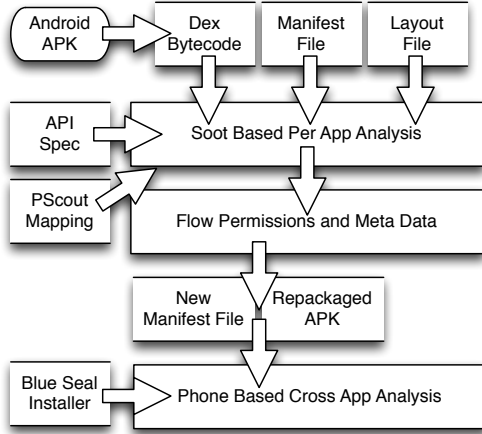 Android
APK
Dex
Bytecode
Manifest
File
Layout
File
API
Spec
Soot Based Per App Analysis
PScout
Mapping
Flow Permissions and Meta Data
New
Manifest File
Repackaged
APK
Blue Seal
Installer
Phone Based Cross App Analysis